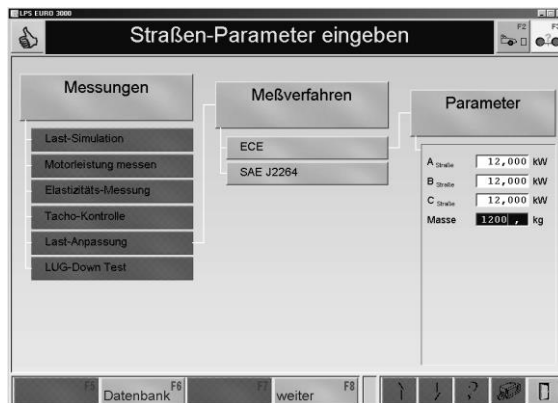 LPS EURO 3000
Straßen-Parameter eingeben
F2
Messungen
Last-Simulation
Motorleistung messen
Elastizitäts-Messung
Tacho-Kontrolle
Last-Anpassung
LUG-Down Test
Meßverfahren
ECE
SAE J2264
Parameter
A Straße 12,000 kW
B Straße 12,000 kW
C Straße 12,000 kW
Masse 1200 , kg
F5
Datenbank F6
F7
weiter F8